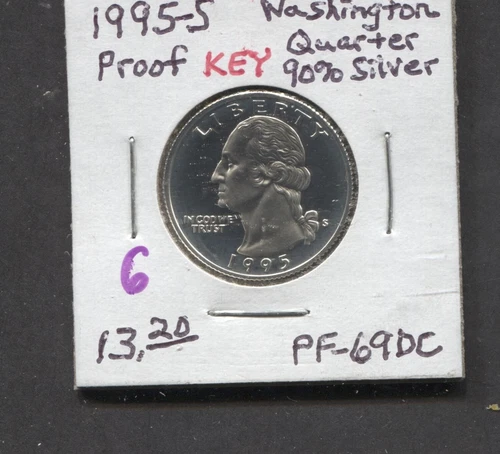 1995-S Washington
Proof KEY Quarter
90% Silver
LIBERTY
IN GOD WE
TRUST
S
1995
6
13.20
PF-69DC